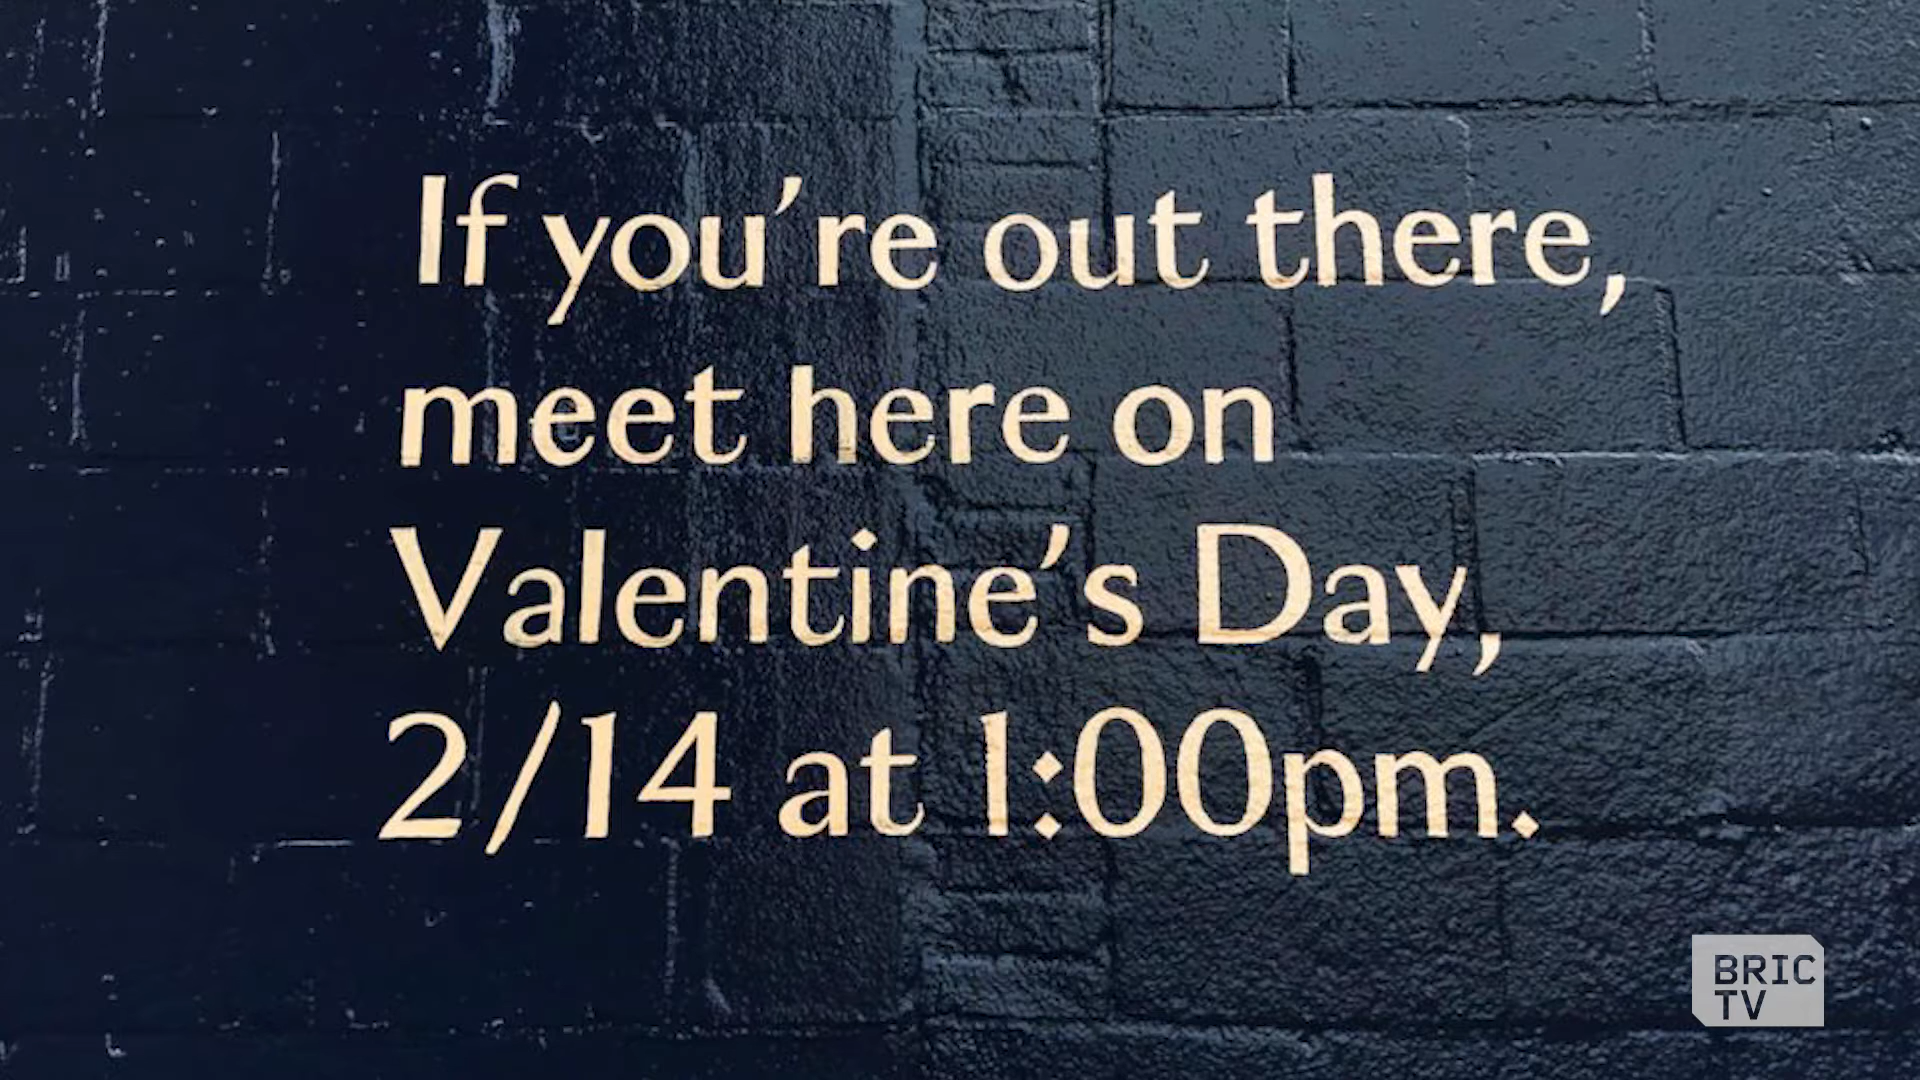 If you’re out there,
meet here on
Valentine’s Day,
2/14 at 1:00pm.
BRIC
TV